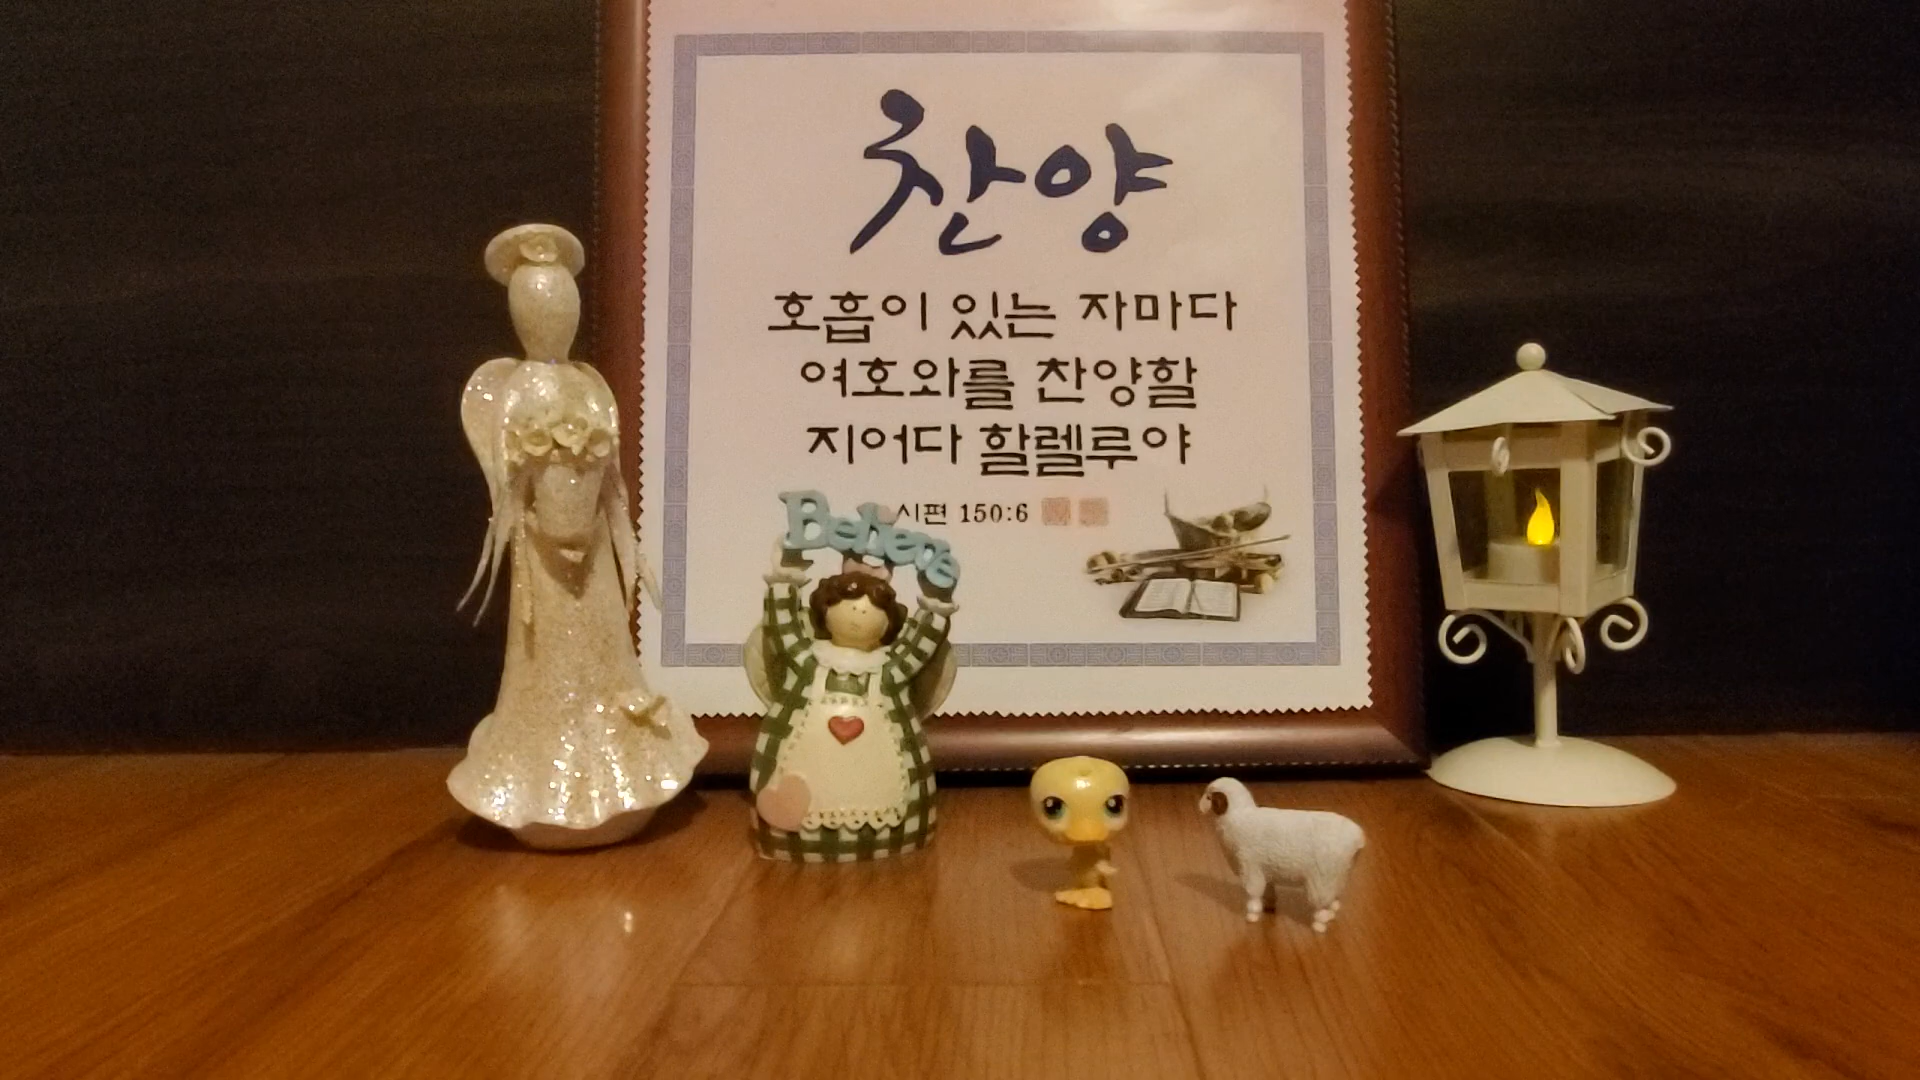 찬양
호흡이 있는 자마다
여호와를 찬양할
지어다 할렐루야
시편 150:6
Believe